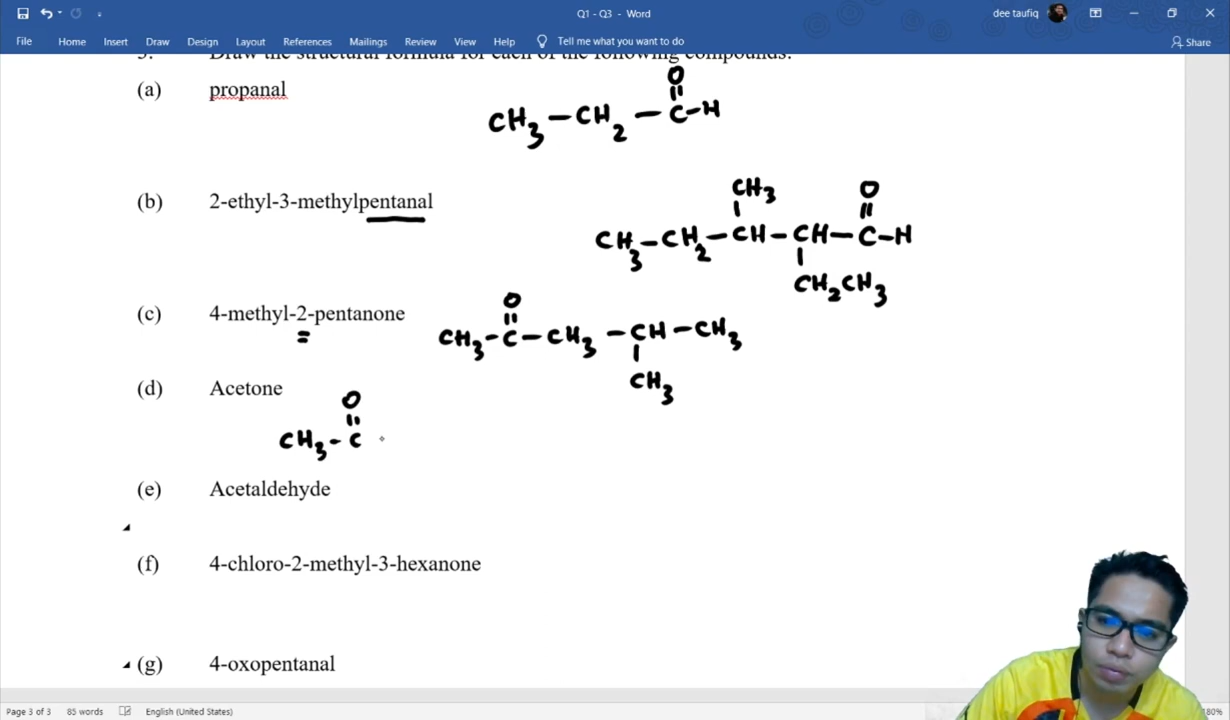 Q1 - Q3 - Word
dee taufiq
File Home Insert Draw Design Layout References Mailings Review View Help Tell me what you want to do Share
3. Draw the structural formula for each of the following compounds.
(a) propanal
O
CH3-CH2-C-H
(b) 2-ethyl-3-methylpentanal
CH3 O
CH3-CH2-CH-CH-C-H
CH2CH3
(c) 4-methyl-2-pentanone
O
CH3-C-CH3-CH-CH3
CH3
(d) Acetone
O
CH3-C
(e) Acetaldehyde
(f) 4-chloro-2-methyl-3-hexanone
(g) 4-oxopentanal
Page 3 of 3 85 words English (United States) 180%